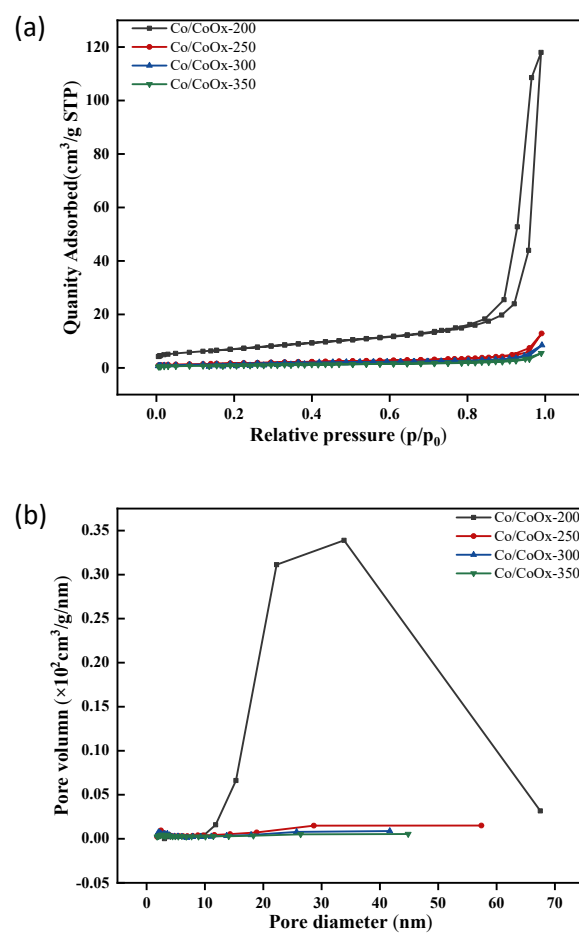 (a)
Co/CoOx-200
Co/CoOx-250
Co/CoOx-300
Co/CoOx-350
Quanity Adsorbed(cm³/g STP)
120
100
80
60
40
20
0
0.0 0.2 0.4 0.6 0.8 1.0
Relative pressure (p/p₀)
(b)
Co/CoOx-200
Co/CoOx-250
Co/CoOx-300
Co/CoOx-350
Pore volumn (×10²cm³/g/nm)
0.35
0.30
0.25
0.20
0.15
0.10
0.05
0.00
-0.05
0 10 20 30 40 50 60 70
Pore diameter (nm)